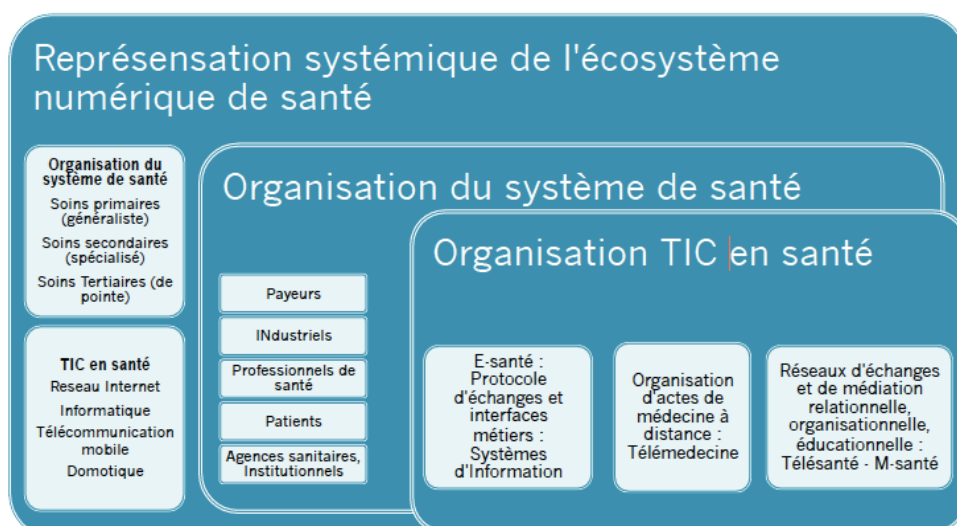 Représensation systémique de l'écosystème
numérique de santé
Organisation du
système de santé
Soins primaires
(généraliste)
Soins secondaires
(spécialisé)
Soins Tertiaires (de
pointe)
TIC en santé
Reseau Internet
Informatique
Télécommunication
mobile
Domotique
Organisation du système de santé
Payeurs
INdustriels
Professionnels de
santé
Patients
Agences sanitaires,
Institutionnels
Organisation TIC en santé
E-santé :
Protocole
d'échanges et
interfaces
métiers :
Systèmes
d'Information
Organisation
d'actes de
médecine à
distance :
Télémedecine
Réseaux d'échanges
et de médiation
relationnelle,
organisationnelle,
éducationnelle :
Télésanté - M-santé